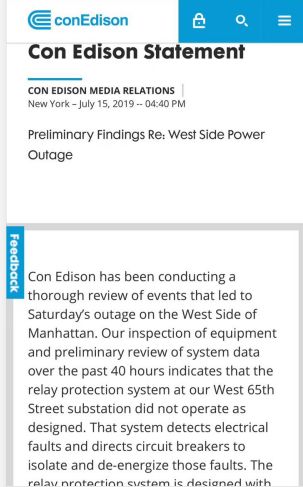 conEdison
Con Edison Statement
CON EDISON MEDIA RELATIONS
New York – July 15, 2019 -- 04:40 PM
Preliminary Findings Re: West Side Power
Outage
Feedback
Con Edison has been conducting a
thorough review of events that led to
Saturday's outage on the West Side of
Manhattan. Our inspection of equipment
and preliminary review of system data
over the past 40 hours indicates that the
relay protection system at our West 65th
Street substation did not operate as
designed. That system detects electrical
faults and directs circuit breakers to
isolate and de-energize those faults. The
relay protection system is designed with